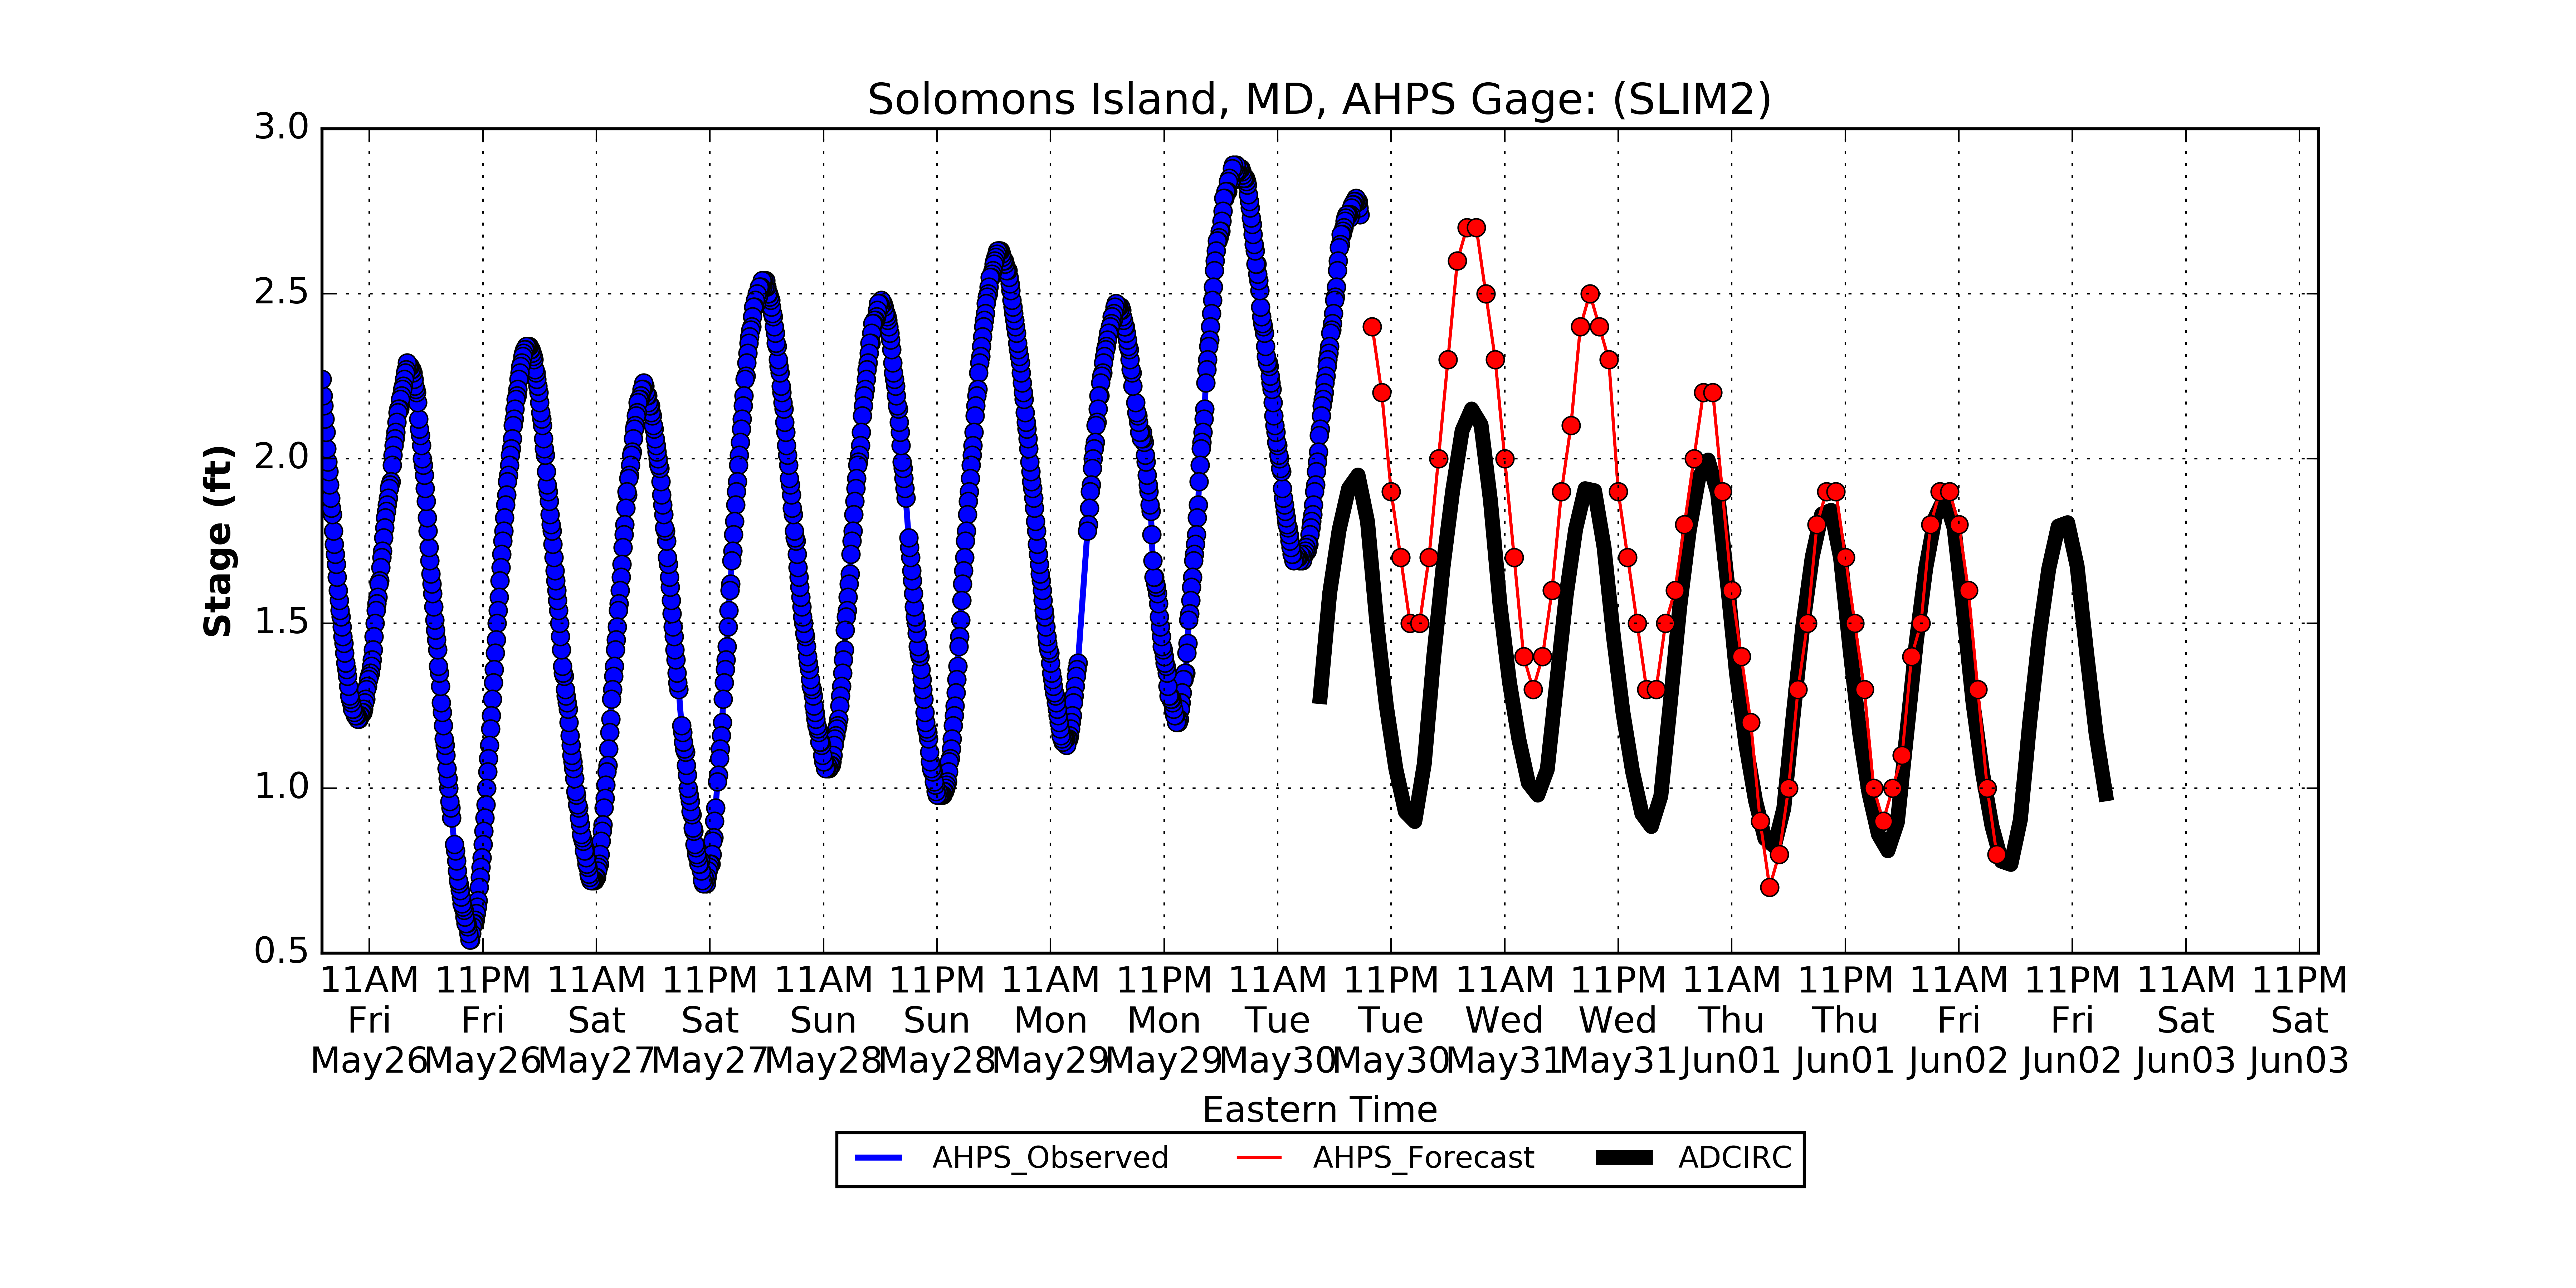 Solomons Island, MD, AHPS Gage: (SLIM2)
3.0
2.5
2.0
1.5
1.0
0.5
Stage (ft)
11AM 11PM 11AM 11PM 11AM 11PM 11AM 11PM 11AM 11PM 11AM 11PM 11AM 11PM 11AM 11PM 11AM 11PM
Fri Fri Sat Sat Sun Sun Mon Mon Tue Tue Wed Wed Thu Thu Fri Fri Sat Sat
May26 May26 May27 May27 May28 May28 May29 May29 May30 May30 May31 May31 Jun01 Jun01 Jun02 Jun02 Jun03 Jun03
Eastern Time
AHPS_Observed AHPS_Forecast ADCIRC